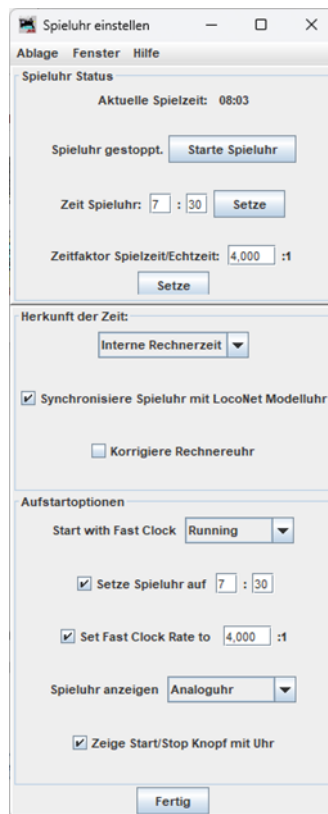 Spieluhr einstellen
Ablage Fenster Hilfe
Spieluhr Status
Aktuelle Spielzeit: 08:03
Spieluhr gestoppt. Starte Spieluhr
Zeit Spieluhr: 7 : 30 Setze
Zeitfaktor Spielzeit/Echtzeit: 4,000 :1
Setze
Herkunft der Zeit:
Interne Rechnerzeit
Synchronisiere Spieluhr mit LocoNet Modelluhr
Korrigiere Rechnereuhr
Aufstartoptionen
Start with Fast Clock Running
Setze Spieluhr auf 7 : 30
Set Fast Clock Rate to 4,000 :1
Spieluhr anzeigen Analoguhr
Zeige Start/Stop Knopf mit Uhr
Fertig